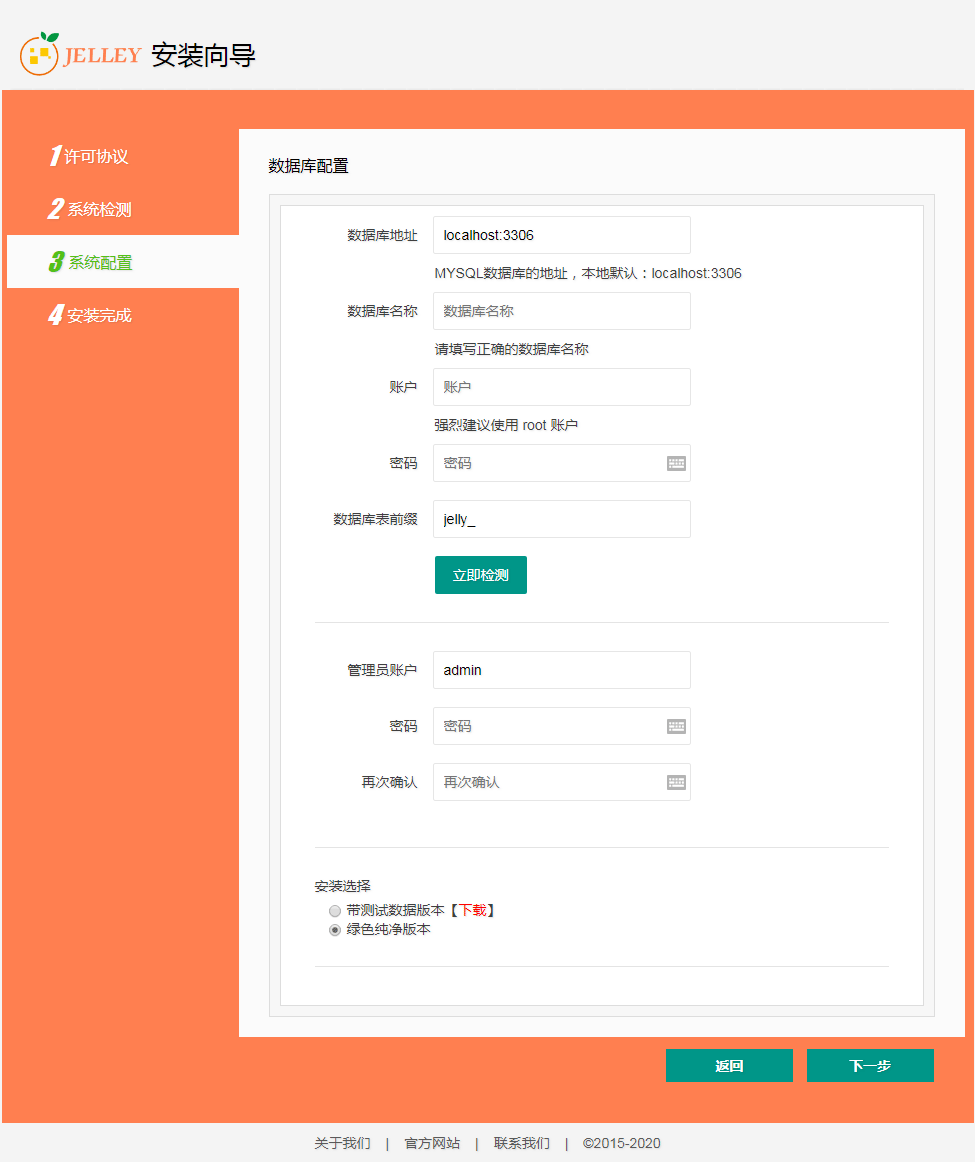 JELLEY 安装向导
1 许可协议
2 系统检测
3 系统配置
4 安装完成
数据库配置
数据库地址 localhost:3306
MYSQL数据库的地址，本地默认：localhost:3306
数据库名称 数据库名称
请填写正确的数据库名称
账户 账户
强烈建议使用 root 账户
密码 密码
数据库表前缀 jelly_
立即检测
管理员账户 admin
密码 密码
再次确认 再次确认
安装选择
带测试数据版本【下载】
绿色纯净版本
返回 下一步
关于我们 | 官方网站 | 联系我们 | ©2015-2020